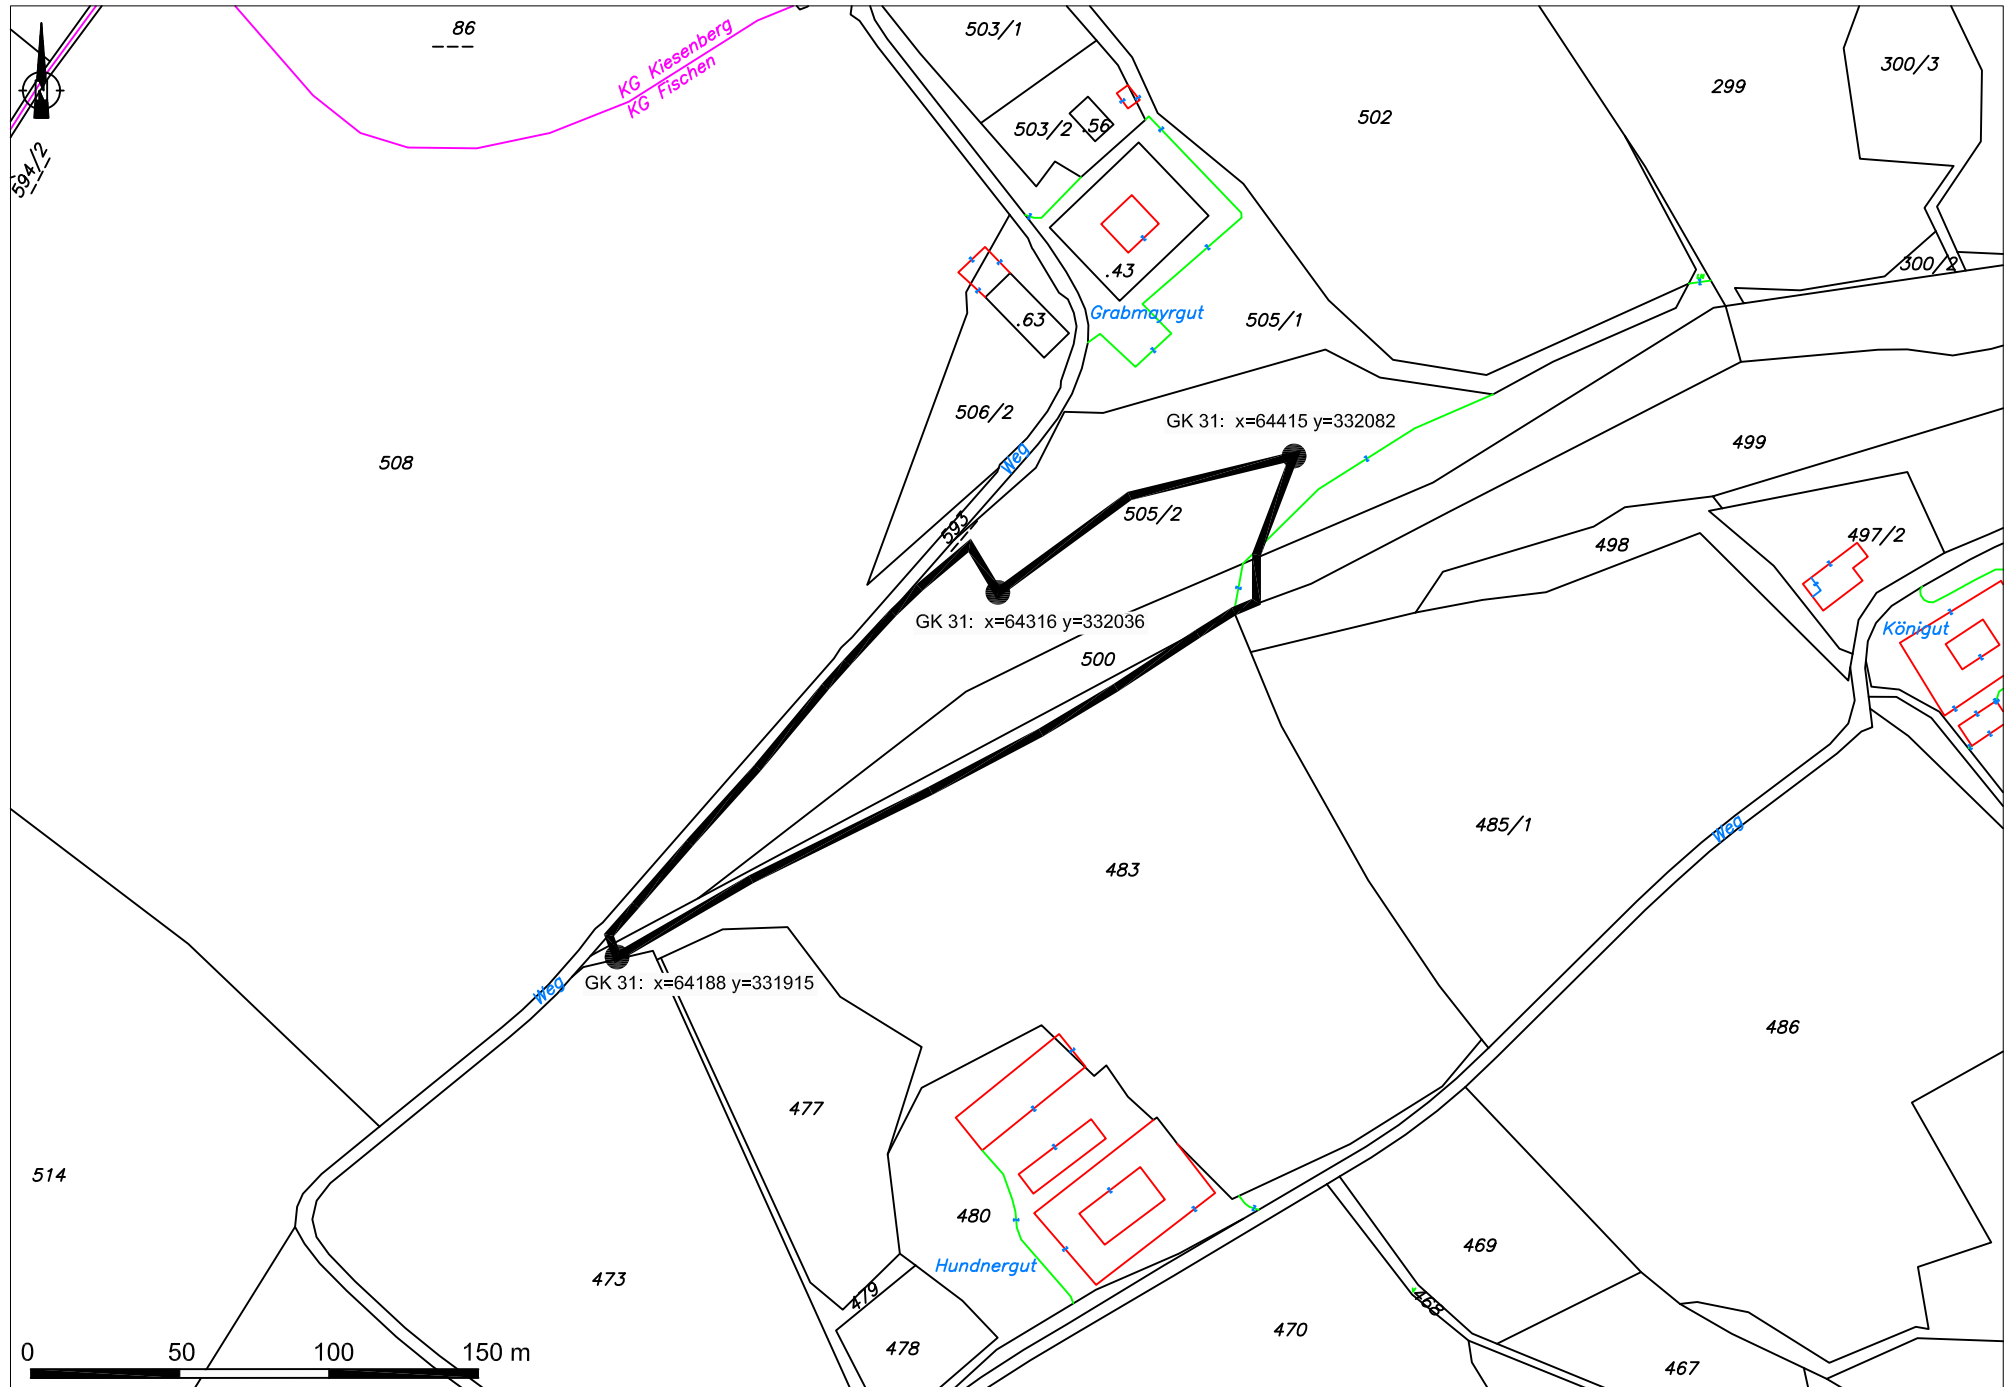 86
503/1
KG Kiesenberg
KG Fischen
300/3
299
502
503/2
.56
594/2
.43
300/2
Grabmayrgut
505/1
.63
506/2
GK 31: x=64415 y=332082
499
Weg
508
505/2
593
497/2
498
GK 31: x=64316 y=332036
Königut
500
485/1
Weg
483
GK 31: x=64188 y=331915
Weg
486
477
514
480
469
Hundnergut
473
479
468
470
478
467
0 50 100 150 m